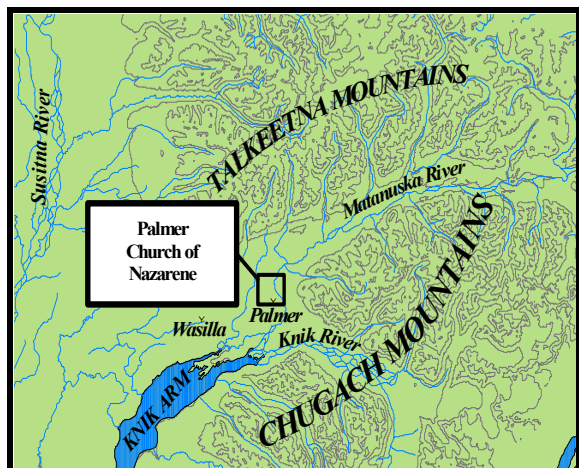 TALKEETNA MOUNTAINS
Susitna River
Matanuska River
Palmer
Church of
Nazarene
Palmer
Wasilla
Knik River
CHUGACH MOUNTAINS
KNIK ARM